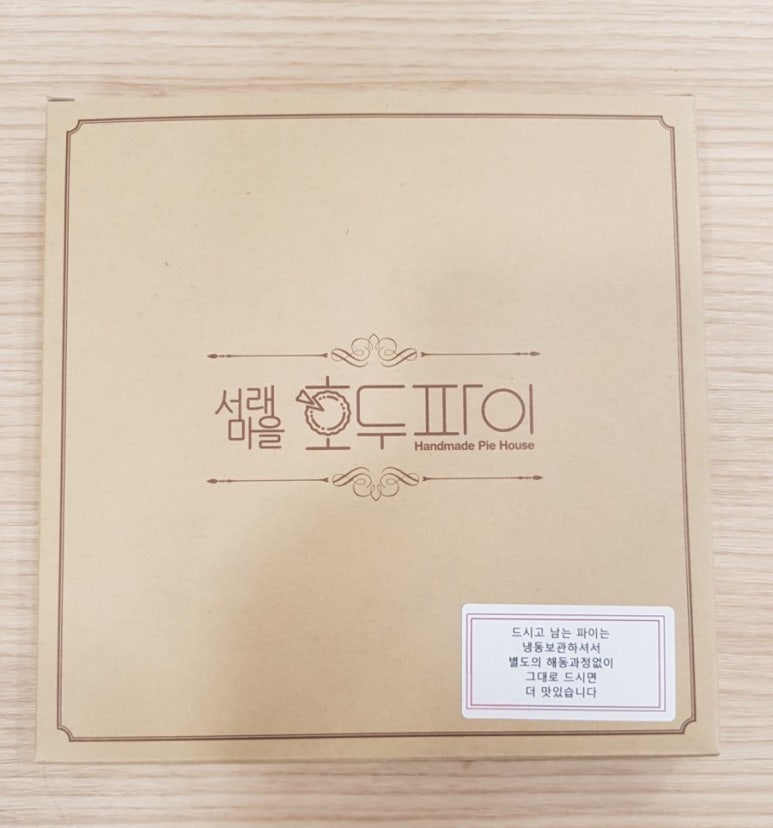 서래
마을
호두파이
Handmade Pie House
드시고 남는 파이는
냉동보관하셔서
별도의 해동과정없이
그대로 드시면
더 맛있습니다